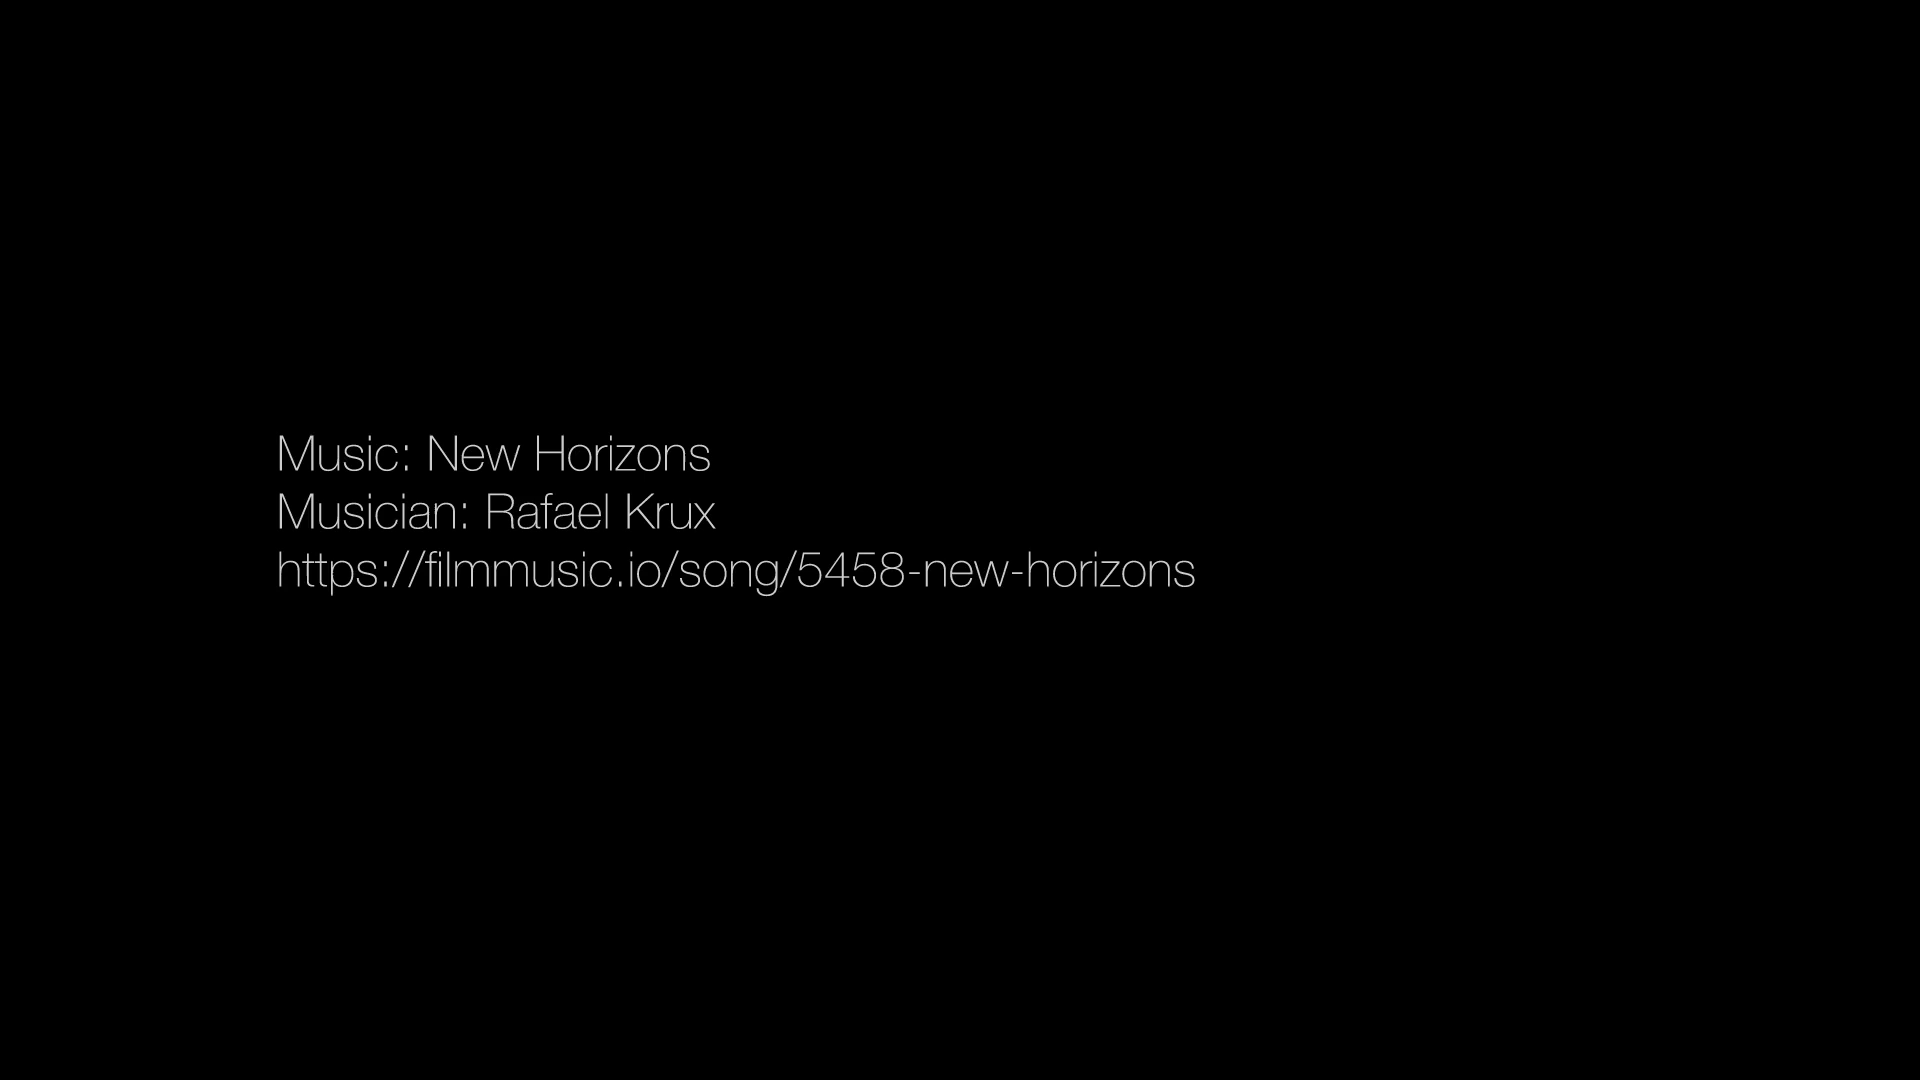 Music: New Horizons
Musician: Rafael Krux
https://filmmusic.io/song/5458-new-horizons